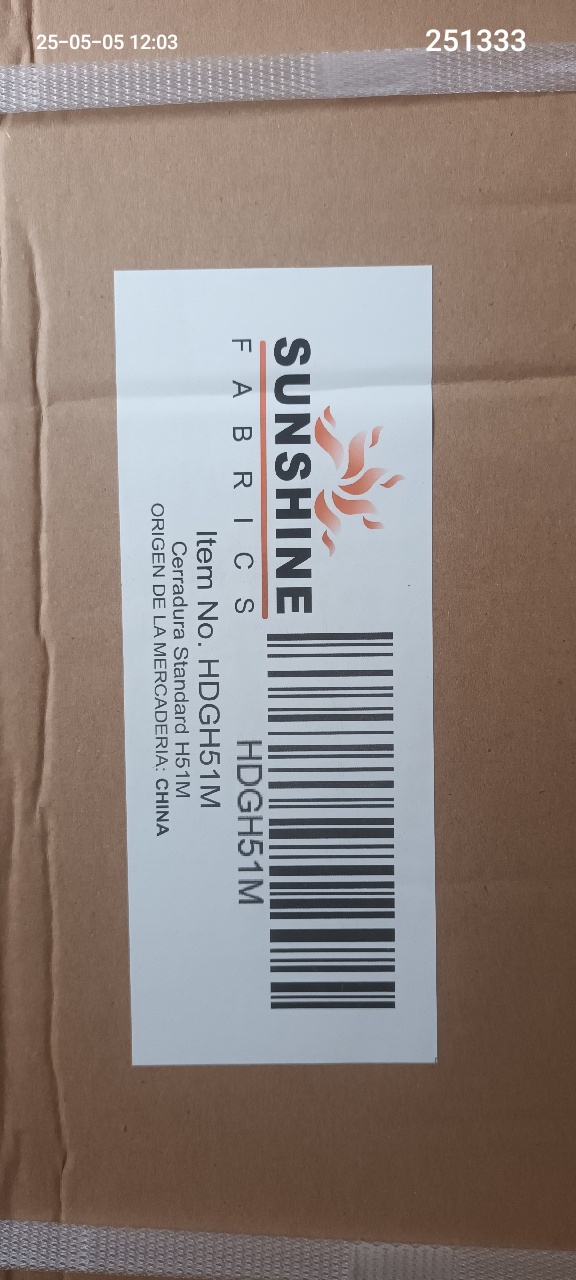 25-05-05 12:03
251333
SUNSHINE
FABRICS
HDGH51M
Item No. HDGH51M
Cerradura Standard H51M
ORIGEN DE LA MERCADERIA: CHINA